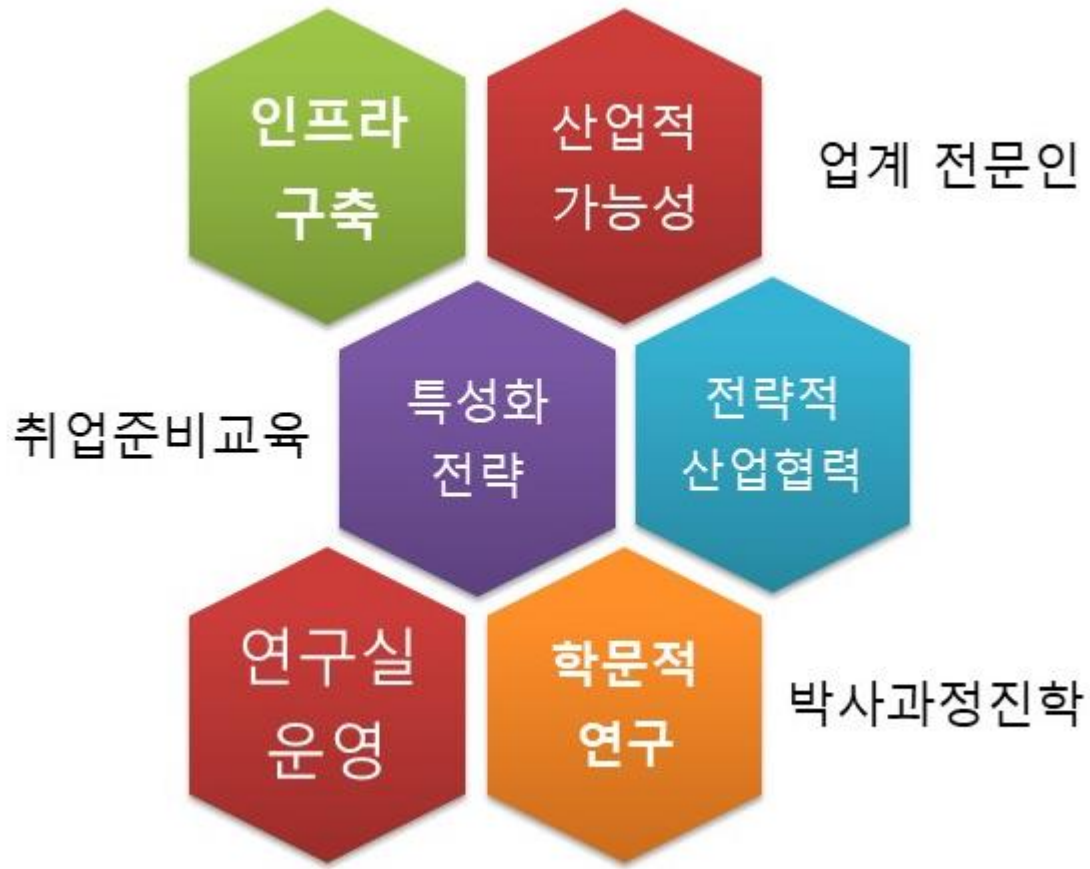 인프라
구축
산업적
가능성
업계 전문인
취업준비교육
특성화
전략
전략적
산업협력
연구실
운영
학문적
연구
박사과정진학